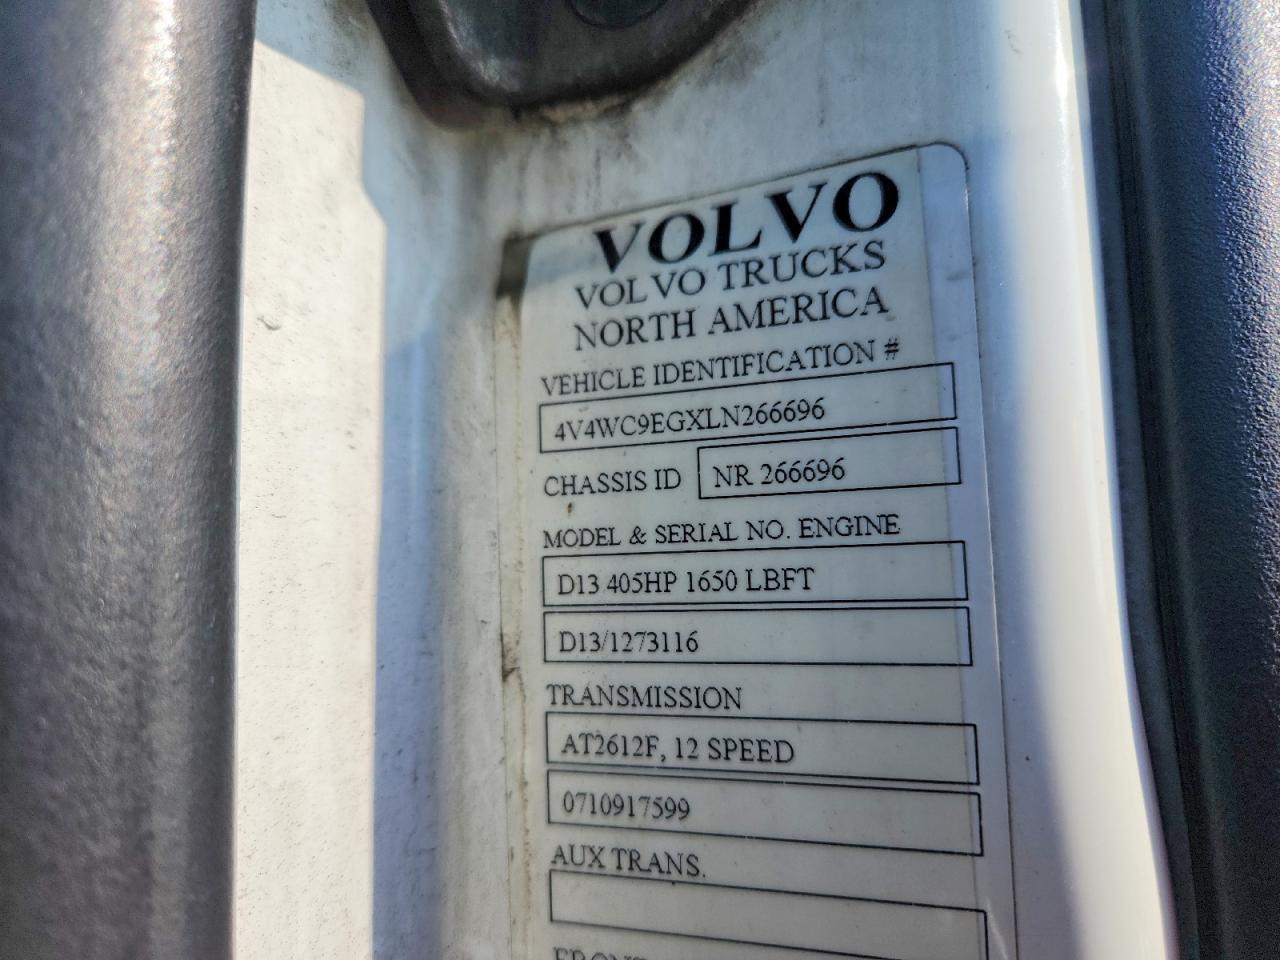 VOLVO
VOLVO TRUCKS
NORTH AMERICA
VEHICLE IDENTIFICATION #
4V4WC9EGXLN266696
CHASSIS ID NR 266696
MODEL & SERIAL NO. ENGINE
D13 405HP 1650 LBFT
D13/1273116
TRANSMISSION
AT2612F, 12 SPEED
0710917599
AUX TRANS.
FRONT